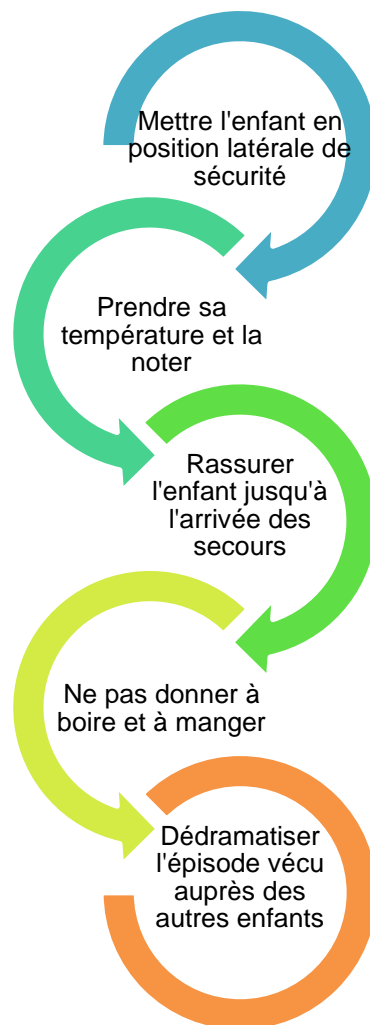 Mettre l'enfant en
position latérale de
sécurité
Prendre sa
température et la
noter
Rassurer
l'enfant jusqu'à
l'arrivée des
secours
Ne pas donner à
boire et à manger
Dédramatiser
l'épisode vécu
auprès des
autres enfants